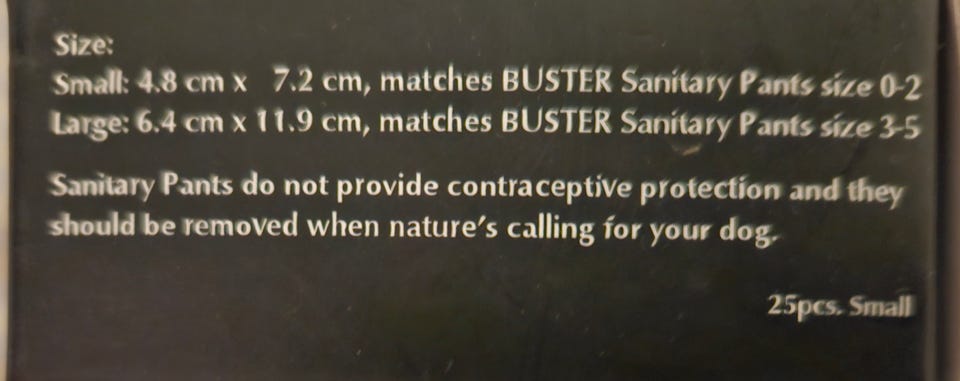 Size:
Small: 4.8 cm x 7.2 cm, matches BUSTER Sanitary Pants size 0-2
Large: 6.4 cm x 11.9 cm, matches BUSTER Sanitary Pants size 3-5
Sanitary Pants do not provide contraceptive protection and they
should be removed when nature's calling for your dog.
25pcs. Small